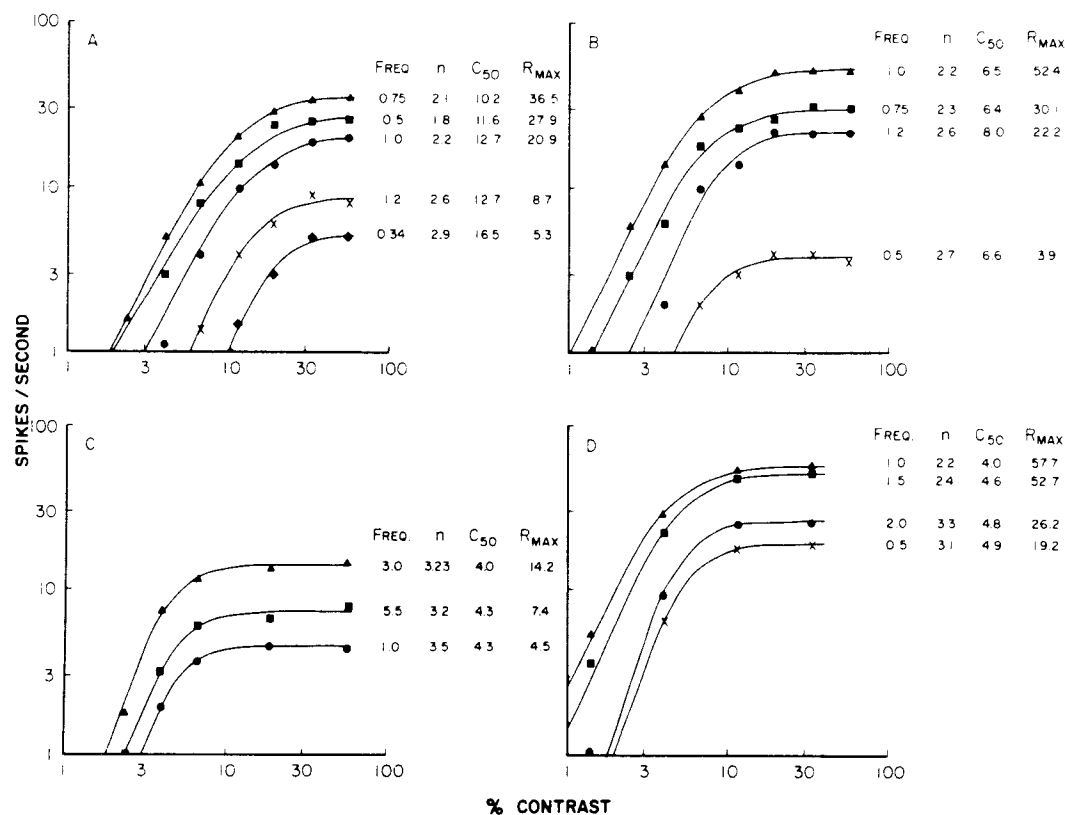 A
FREQ n C50 RMAX
0.75 2.1 10.2 36.5
0.5 1.8 11.6 27.9
1.0 2.2 12.7 20.9
1.2 2.6 12.7 8.7
0.34 2.9 16.5 5.3
100
30
10
3
1
1 3 10 30 100
B
FREQ n C50 RMAX
1.0 2.2 6.5 52.4
0.75 2.3 6.4 30.1
1.2 2.6 8.0 22.2
0.5 2.7 6.6 3.9
1 3 10 30 100
SPIKES / SECOND
C
FREQ. n C50 RMAX
3.0 3.23 4.0 14.2
5.5 3.2 4.3 7.4
1.0 3.5 4.3 4.5
100
30
10
3
1
1 3 10 30 100
D
FREQ. n C50 RMAX
1.0 2.2 4.0 57.7
1.5 2.4 4.6 52.7
2.0 3.3 4.8 26.2
0.5 3.1 4.9 19.2
1 3 10 30 100
% CONTRAST